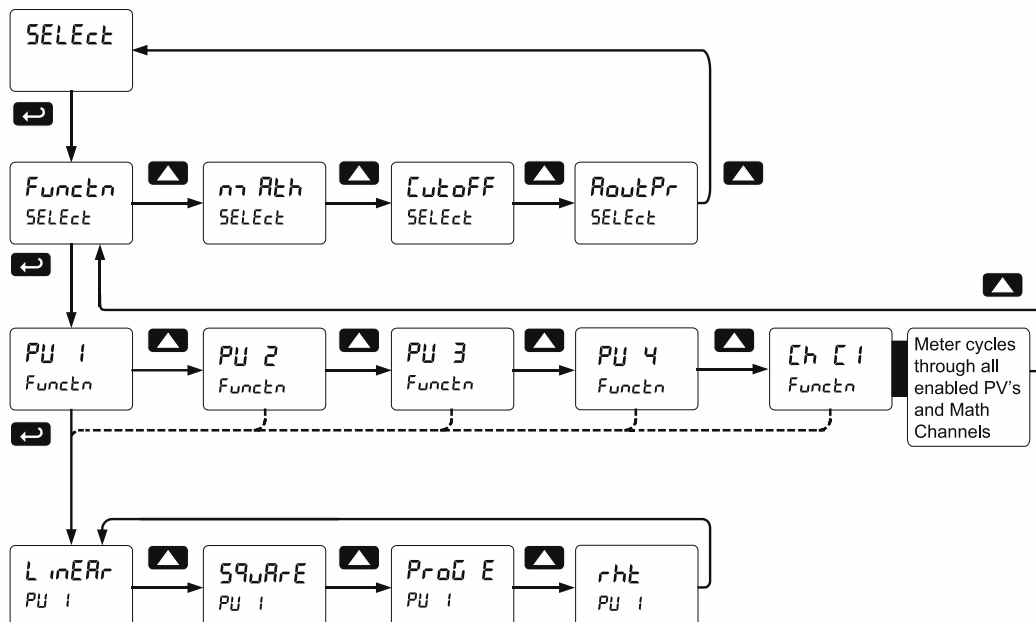 SELEct
Functn
SELEct
mAth
SELEct
CutoFF
SELEct
AoutPr
SELEct
PU 1
Functn
PU 2
Functn
PU 3
Functn
PU 4
Functn
Ch C1
Functn
Meter cycles
through all
enabled PV's
and Math
Channels
LinEAr
PU 1
SquArE
PU 1
ProG E
PU 1
rht
PU 1